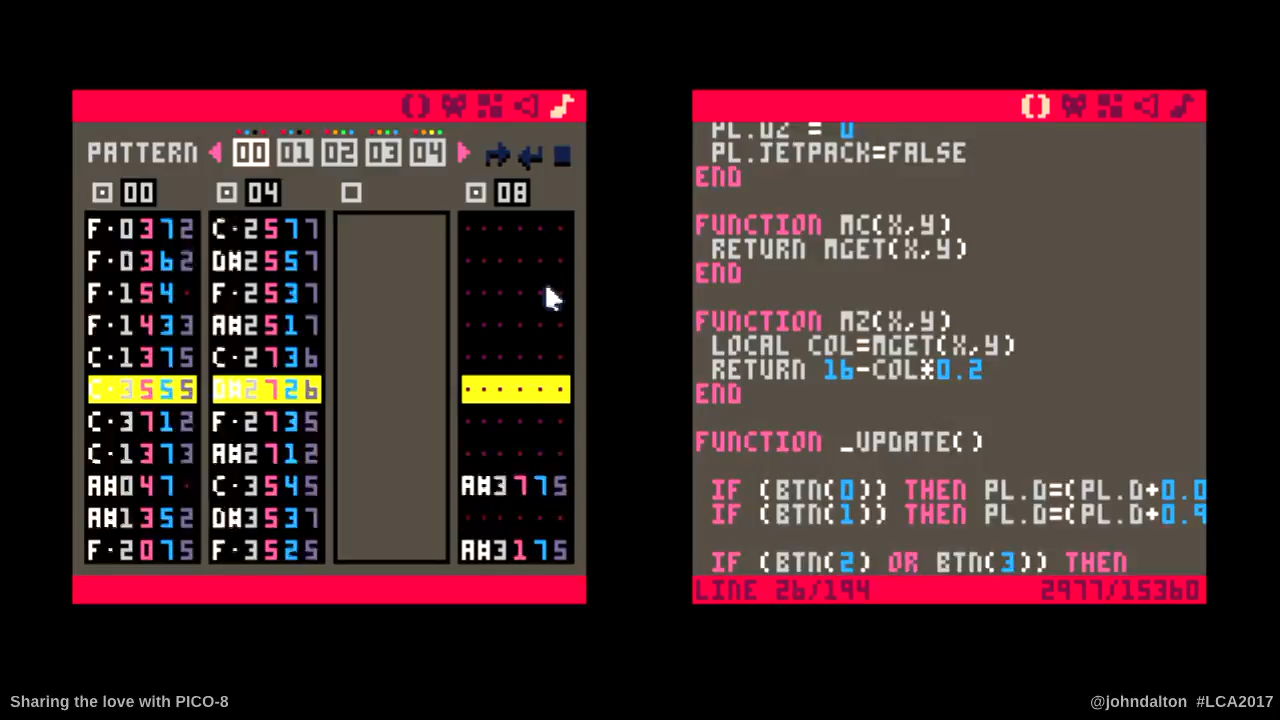 PATTERN 00 01 02 03 04
00 04 08
F·0372 C·2577
F·0362 D#2557
F·154· F·2537
F·1433 A#2517
C·1375 C·2736
C·3555 D#2726
C·3712 F·2735
C·1373 A#2712
A#047· C·3545 A#3775
A#1352 D#3537
F·2075 F·3525 A#3175
PL.DZ = 0
PL.JETPACK=FALSE
END
FUNCTION MC(X,Y)
RETURN MGET(X,Y)
END
FUNCTION MZ(X,Y)
LOCAL COL=MGET(X,Y)
RETURN 16-COL*0.2
END
FUNCTION _UPDATE()
IF (BTN(0)) THEN PL.D=(PL.D+0.0
IF (BTN(1)) THEN PL.D=(PL.D+0.9
IF (BTN(2) OR BTN(3)) THEN
LINE 26/194 2977/15360
Sharing the love with PICO-8
@johndalton #LCA2017